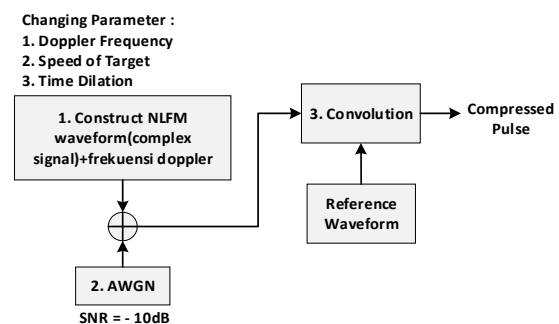 Changing Parameter :
1. Doppler Frequency
2. Speed of Target
3. Time Dilation
1. Construct NLFM
waveform(complex
signal)+frekuensi doppler
3. Convolution
Compressed
Pulse
Reference
Waveform
2. AWGN
SNR = - 10dB